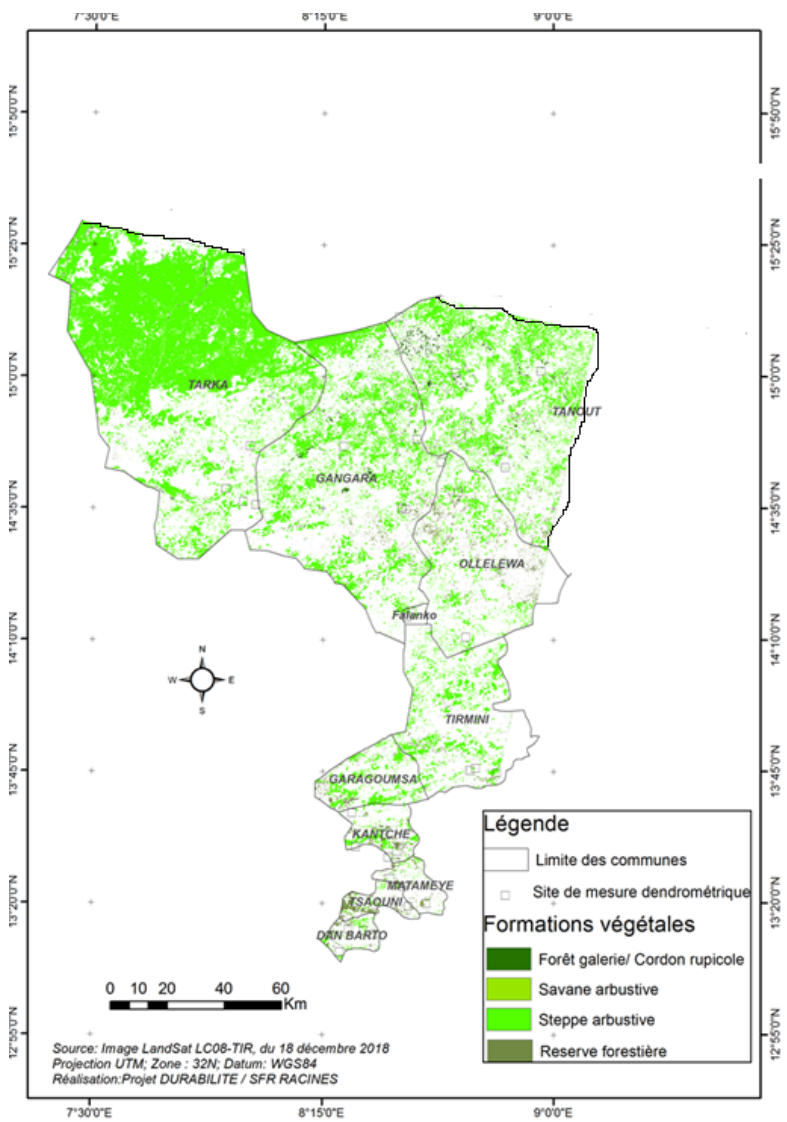 7°30'0"E 8°15'0"E 9°0'0"E
15°50'0"N 15°50'0"N
15°25'0"N 15°25'0"N
15°0'0"N 15°0'0"N
TARKA
TANOUT
GANGARA
14°35'0"N 14°35'0"N
OLLELEWA
Falanko
14°10'0"N 14°10'0"N
N
W E
S
TIRMINI
13°45'0"N 13°45'0"N
GARAGOUMSA
KANTCHE
MATAMEYE
13°20'0"N 13°20'0"N
TSAOUNI
DAN BARTO
Légende
Limite des communes
Site de mesure dendrométrique
Formations végétales
Forêt galerie/ Cordon rupicole
Savane arbustive
Steppe arbustive
Reserve forestière
0 10 20 40 60
Km
12°55'0"N 12°55'0"N
Source: Image LandSat LC08-TIR, du 18 décembre 2018
Projection UTM; Zone : 32N; Datum: WGS84
Réalisation:Projet DURABILITE / SFR RACINES
7°30'0"E 8°15'0"E 9°0'0"E